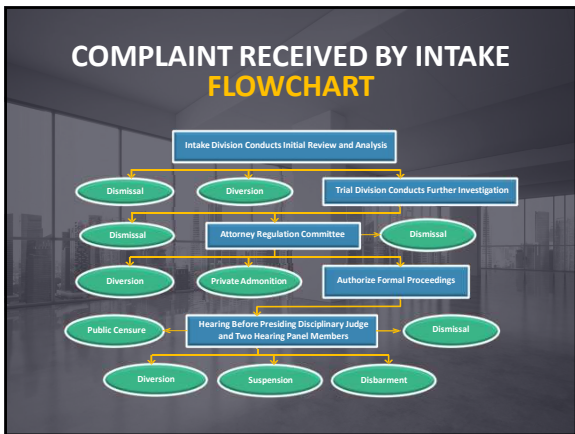 COMPLAINT RECEIVED BY INTAKE
FLOWCHART
Intake Division Conducts Initial Review and Analysis
Dismissal
Diversion
Trial Division Conducts Further Investigation
Dismissal
Attorney Regulation Committee
Dismissal
Diversion
Private Admonition
Authorize Formal Proceedings
Public Censure
Hearing Before Presiding Disciplinary Judge
and Two Hearing Panel Members
Dismissal
Diversion
Suspension
Disbarment